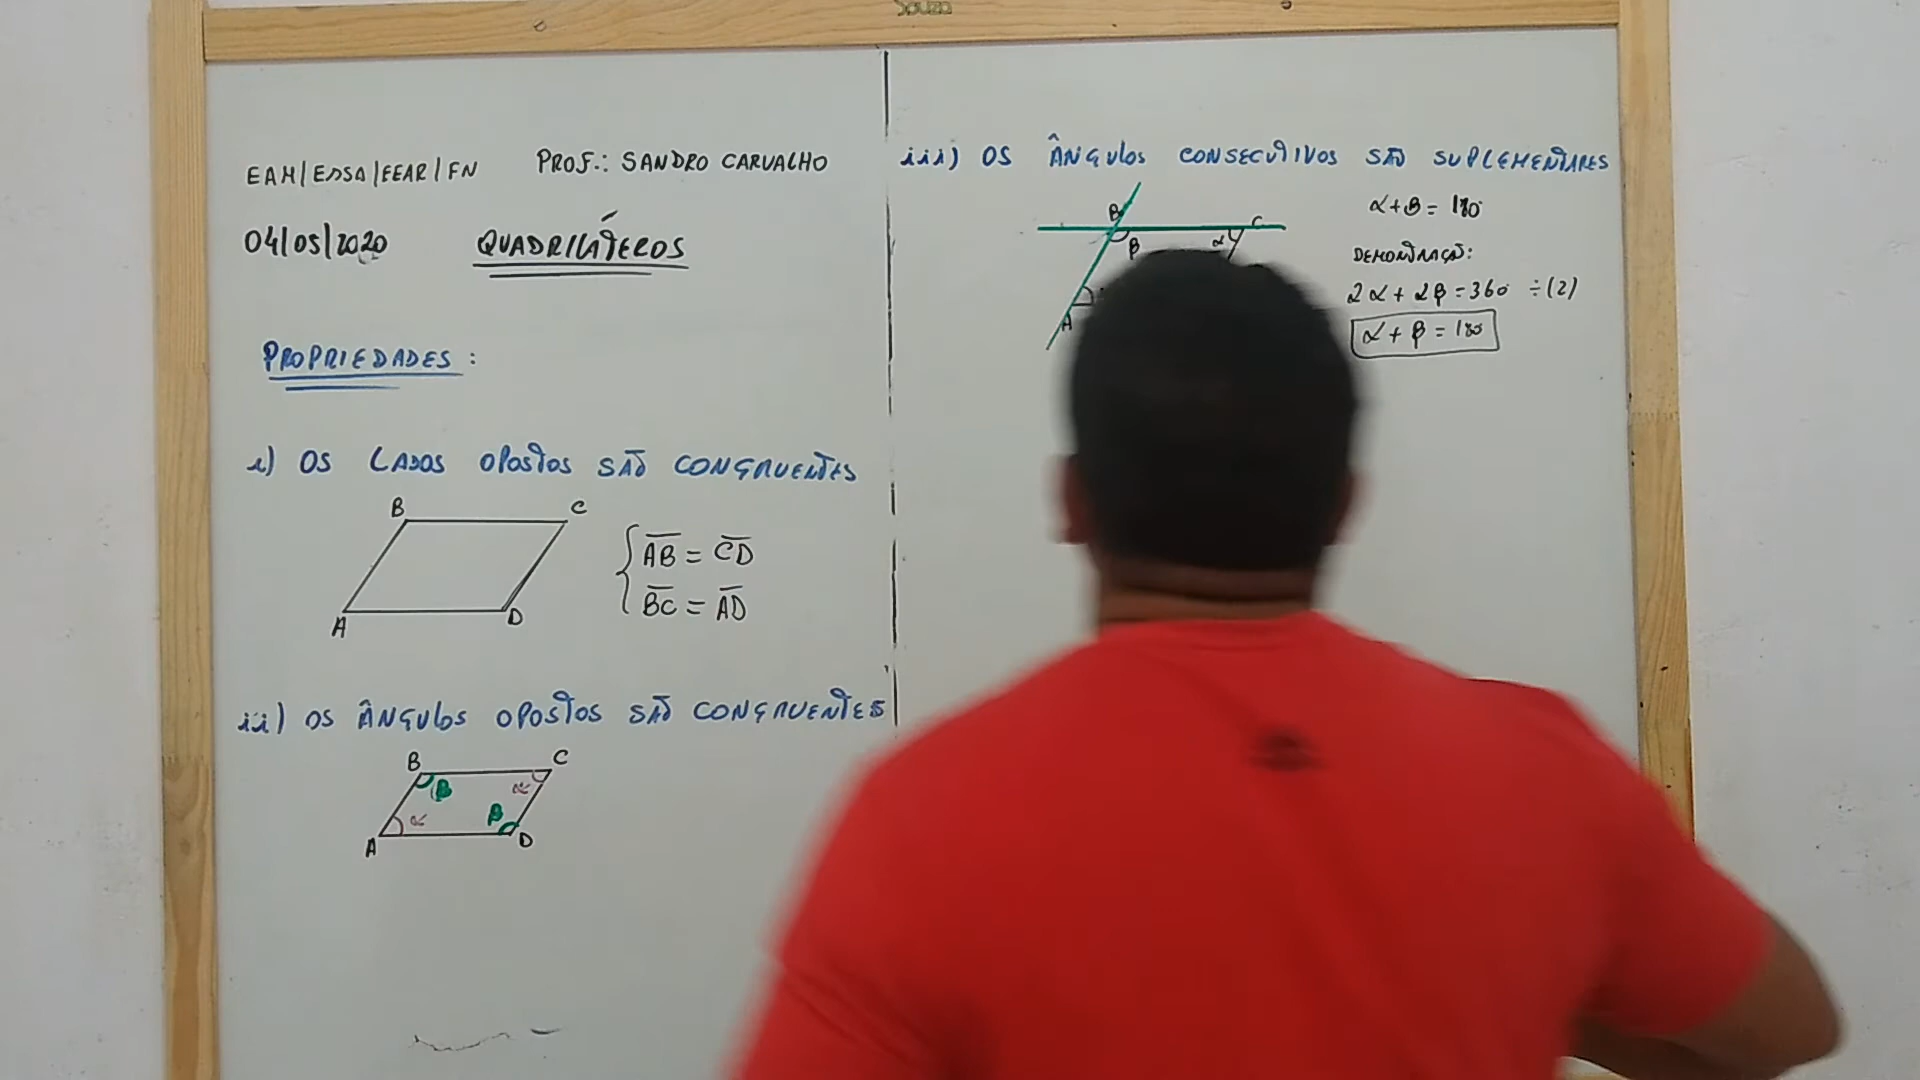 Souza
EAM/ESSA/EEAR/FN PROF.: SANDRO CARVALHO
04/05/2020 QUADRILÁTEROS
PROPRIEDADES:
i) OS LADOS OPOSTOS SÃO CONGRUENTES
B C
A D
AB = CD
BC = AD
ii) OS ÂNGULOS OPOSTOS SÃO CONGRUENTES
B C
β α
α β
A D
iii) OS ÂNGULOS CONSECUTIVOS SÃO SUPLEMENTARES
B C
β α
A
α+β = 180
DEMONSTRAÇÃO:
2α + 2β = 360 ÷(2)
α + β = 180